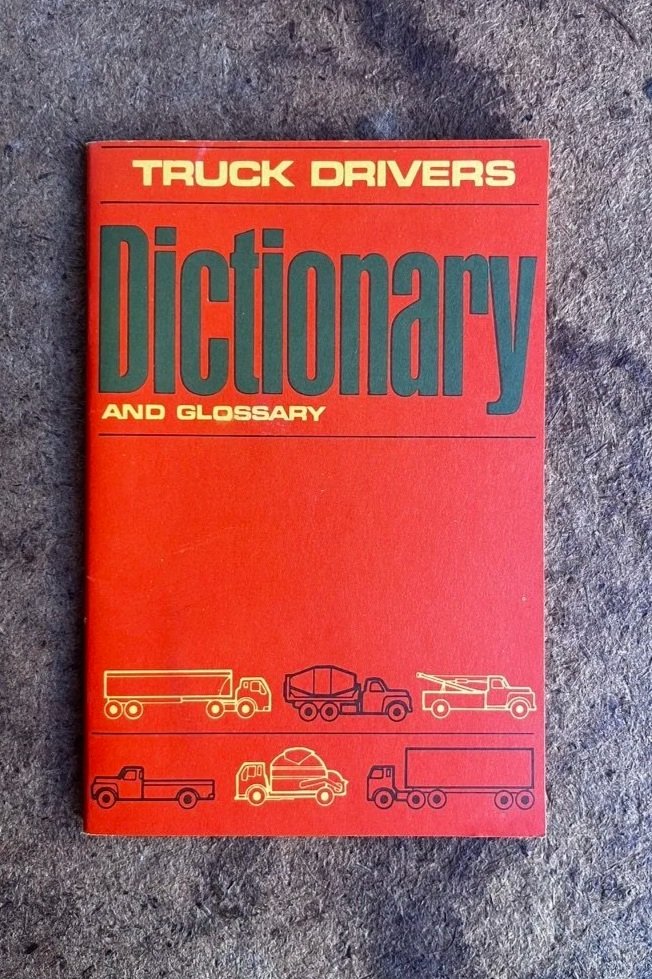 TRUCK DRIVERS
Dictionary
AND GLOSSARY